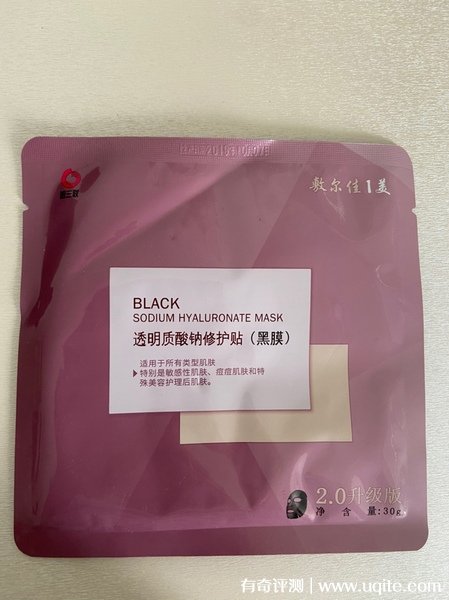 敷尔佳I美
BLACK
SODIUM HYALURONATE MASK
透明质酸钠修护贴（黑膜）
适用于所有类型肌肤
特别是敏感性肌肤、痘痘肌肤和特
殊美容护理后肌肤。
2.0升级版
净 含 量:30g
有奇评测 | www.uqite.com